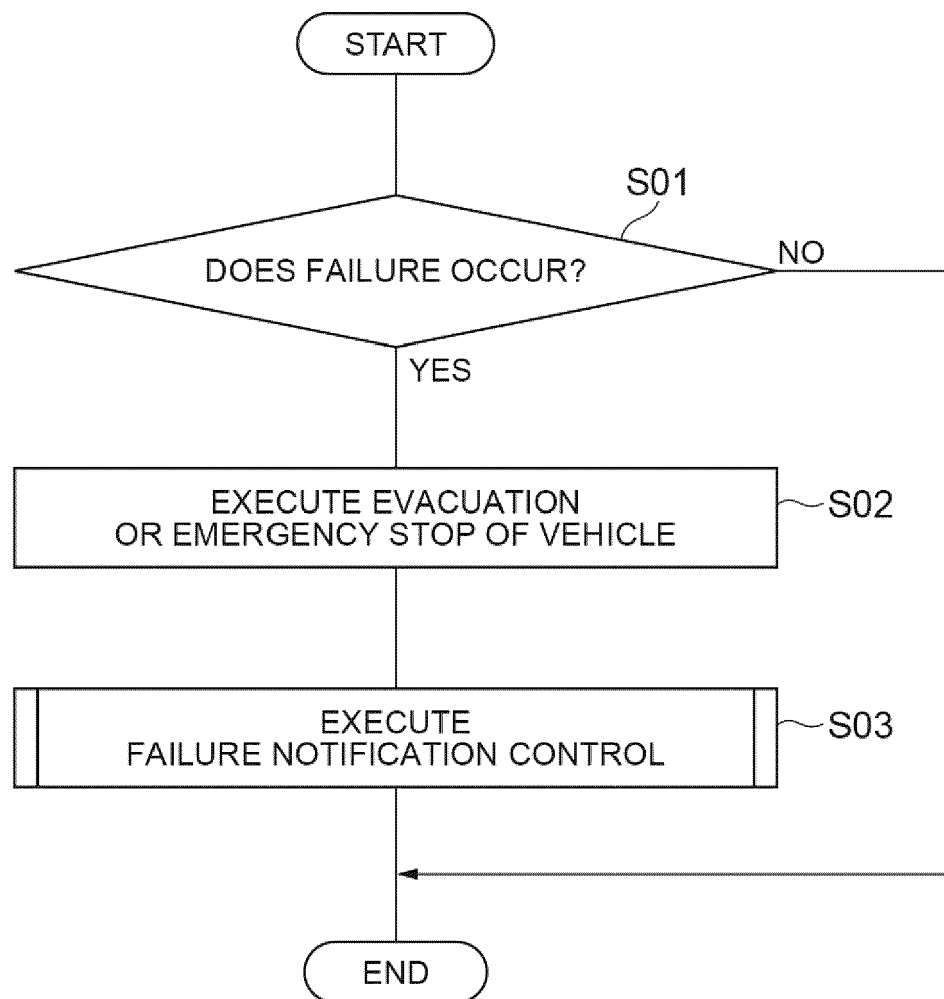 START
S01
DOES FAILURE OCCUR?
NO
YES
EXECUTE EVACUATION
OR EMERGENCY STOP OF VEHICLE
S02
EXECUTE
FAILURE NOTIFICATION CONTROL
S03
END